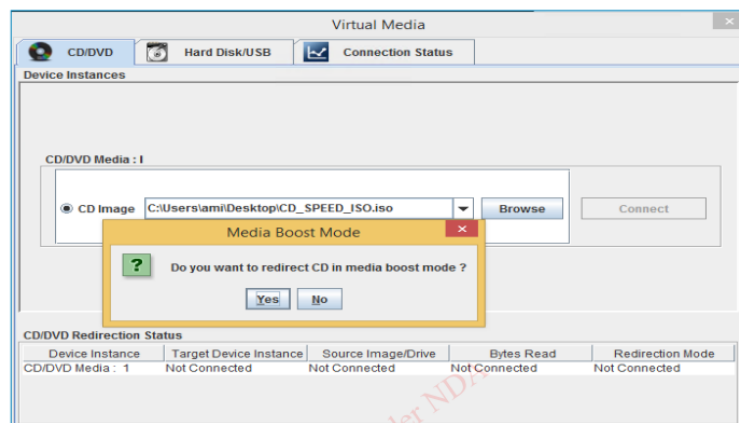 Virtual Media
CD/DVD Hard Disk/USB Connection Status
Device Instances
CD/DVD Media : I
CD Image C:\Users\ami\Desktop\CD_SPEED_ISO.iso Browse Connect
Media Boost Mode
Do you want to redirect CD in media boost mode ?
Yes No
CD/DVD Redirection Status
Device Instance Target Device Instance Source Image/Drive Bytes Read Redirection Mode
CD/DVD Media : 1 Not Connected Not Connected Not Connected Not Connected
NDA